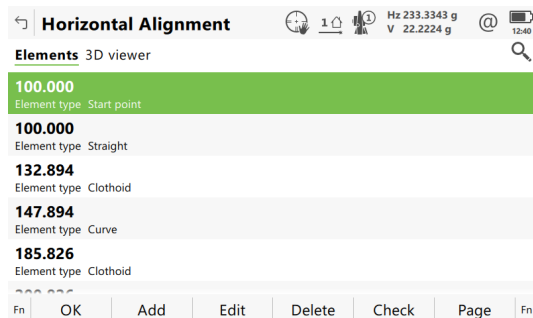 Horizontal Alignment
1
1
Hz 233.3343 g
V 22.2224 g
@
12:40
Elements 3D viewer
100.000
Element type Start point
100.000
Element type Straight
132.894
Element type Clothoid
147.894
Element type Curve
185.826
Element type Clothoid
Fn OK Add Edit Delete Check Page Fn